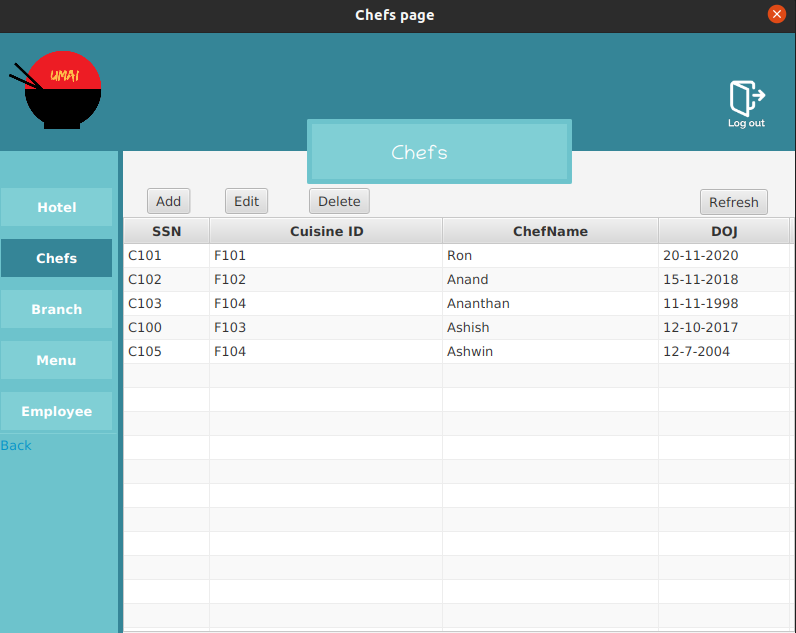 Chefs page
UMAI
Log out
Chefs
Hotel
Chefs
Branch
Menu
Employee
Back
Add Edit Delete Refresh
SSN Cuisine ID ChefName DOJ
C101 F101 Ron 20-11-2020
C102 F102 Anand 15-11-2018
C103 F104 Ananthan 11-11-1998
C100 F103 Ashish 12-10-2017
C105 F104 Ashwin 12-7-2004